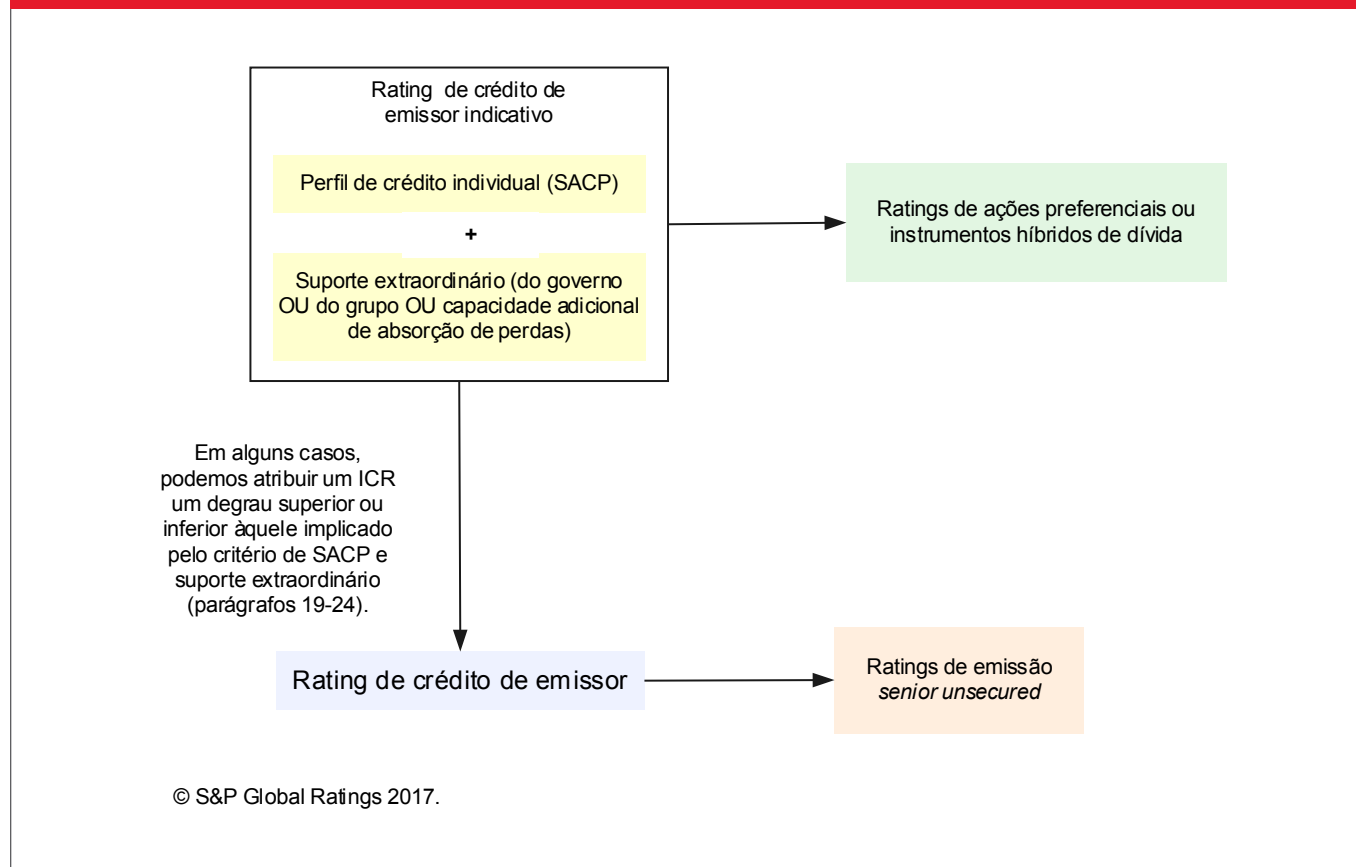 Rating de crédito de
emissor indicativo
Perfil de crédito individual (SACP)
+
Suporte extraordinário (do governo
OU do grupo OU capacidade adicional
de absorção de perdas)
Ratings de ações preferenciais ou
instrumentos híbridos de dívida
Em alguns casos,
podemos atribuir um ICR
um degrau superior ou
inferior àquele implicado
pelo critério de SACP e
suporte extraordinário
(parágrafos 19-24).
Rating de crédito de emissor
Ratings de emissão
senior unsecured
© S&P Global Ratings 2017.